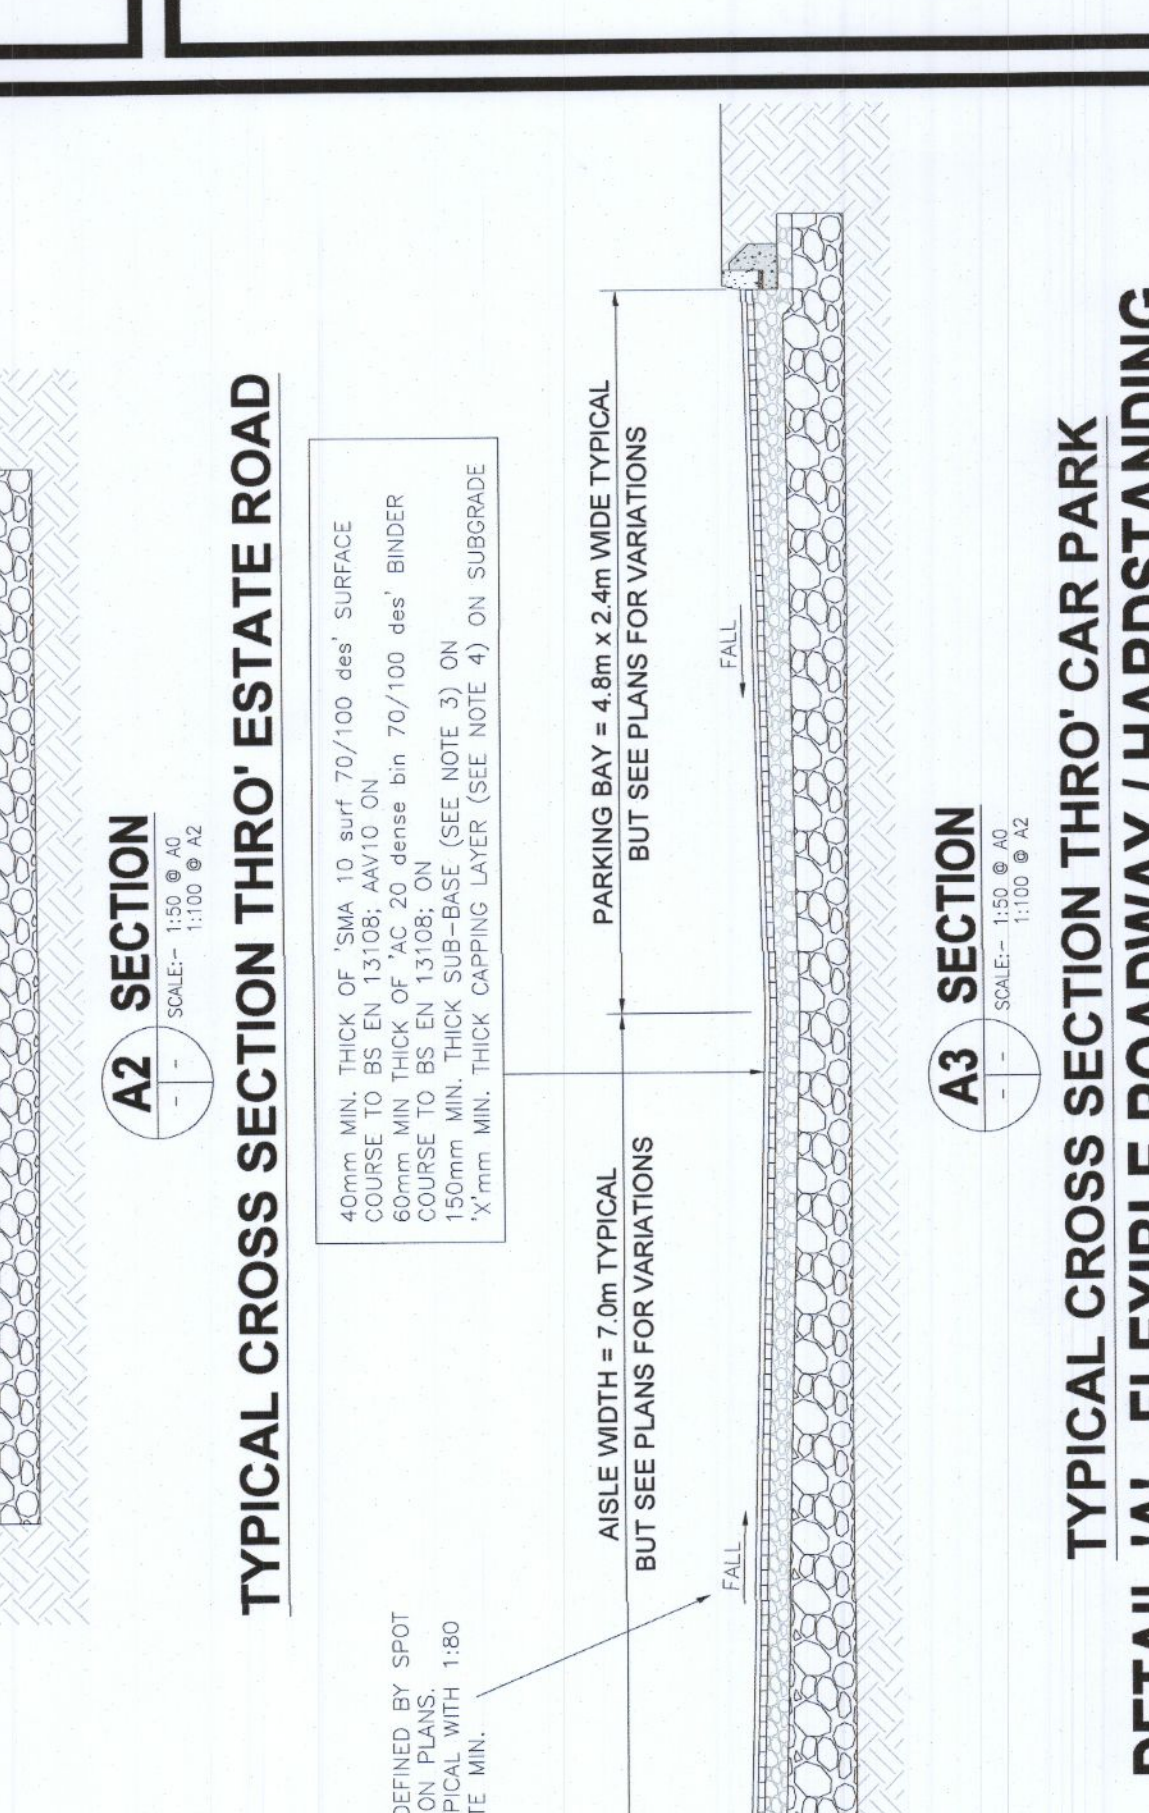 A2 SECTION
- -
SCALE:- 1:50 @ A0
1:100 @ A2
TYPICAL CROSS SECTION THRO' ESTATE ROAD
40mm MIN. THICK OF 'SMA 10 surf 70/100 des' SURFACE
COURSE TO BS EN 13108; AAV10 ON
60mm MIN THICK OF 'AC 20 dense bin 70/100 des' BINDER
COURSE TO BS EN 13108; ON
150mm MIN. THICK SUB-BASE (SEE NOTE 3) ON
'X'mm MIN. THICK CAPPING LAYER (SEE NOTE 4) ON SUBGRADE
DEFINED BY SPOT
ON PLANS.
PICAL WITH 1:80
TE MIN.
AISLE WIDTH = 7.0m TYPICAL
BUT SEE PLANS FOR VARIATIONS
PARKING BAY = 4.8m x 2.4m WIDE TYPICAL
BUT SEE PLANS FOR VARIATIONS
FALL
FALL
A3 SECTION
- -
SCALE:- 1:50 @ A0
1:100 @ A2
TYPICAL CROSS SECTION THRO' CAR PARK
DETAIL 'A' FLEXIBLE ROADWAY / HARDSTANDING